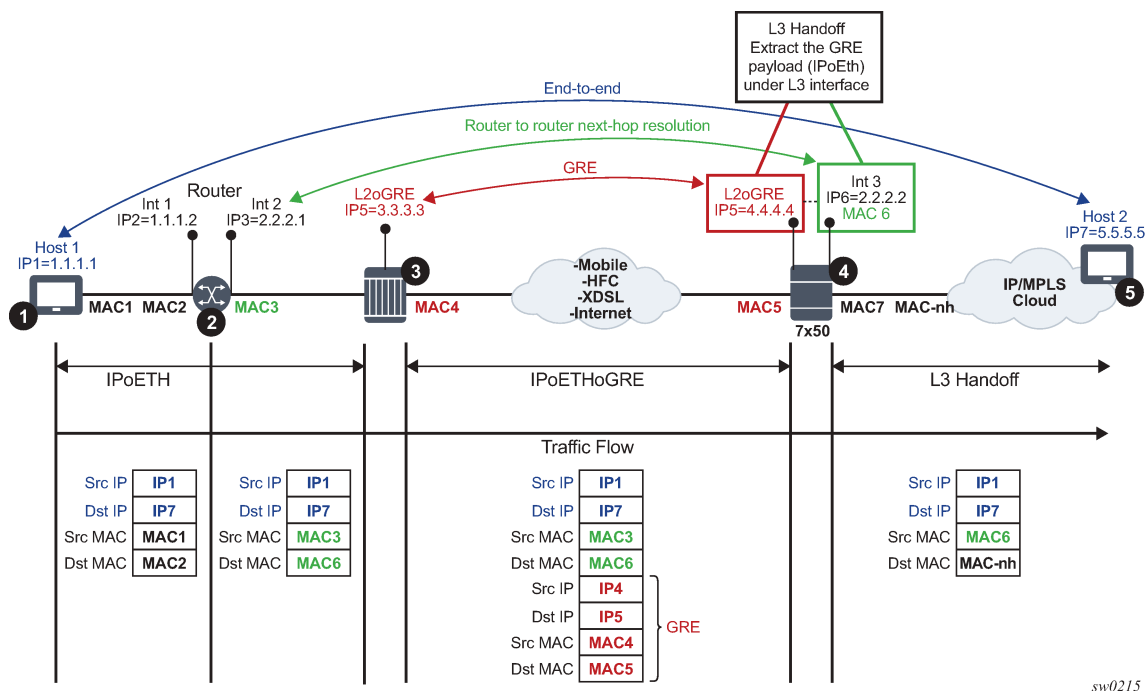 L3 Handoff
Extract the GRE
payload (IPoEth)
under L3 interface
End-to-end
Router to router next-hop resolution
GRE
Router
Int 1
IP2=1.1.1.2
Int 2
IP3=2.2.2.1
L2oGRE
IP5=3.3.3.3
L2oGRE
IP5=4.4.4.4
Int 3
IP6=2.2.2.2
MAC 6
Host 1
IP1=1.1.1.1
Host 2
IP7=5.5.5.5
1
2
3
4
5
-Mobile
-HFC
-XDSL
-Internet
IP/MPLS
Cloud
MAC1
MAC2
MAC3
MAC4
MAC5
MAC7
MAC-nh
7x50
IPoETH
IPoETHoGRE
L3 Handoff
Traffic Flow
Src IP IP1
Dst IP IP7
Src MAC MAC1
Dst MAC MAC2
Src IP IP1
Dst IP IP7
Src MAC MAC3
Dst MAC MAC6
Src IP IP1
Dst IP IP7
Src MAC MAC3
Dst MAC MAC6
Src IP IP4
Dst IP IP5
Src MAC MAC4
Dst MAC MAC5
GRE
Src IP IP1
Dst IP IP7
Src MAC MAC6
Dst MAC MAC-nh
sw0215